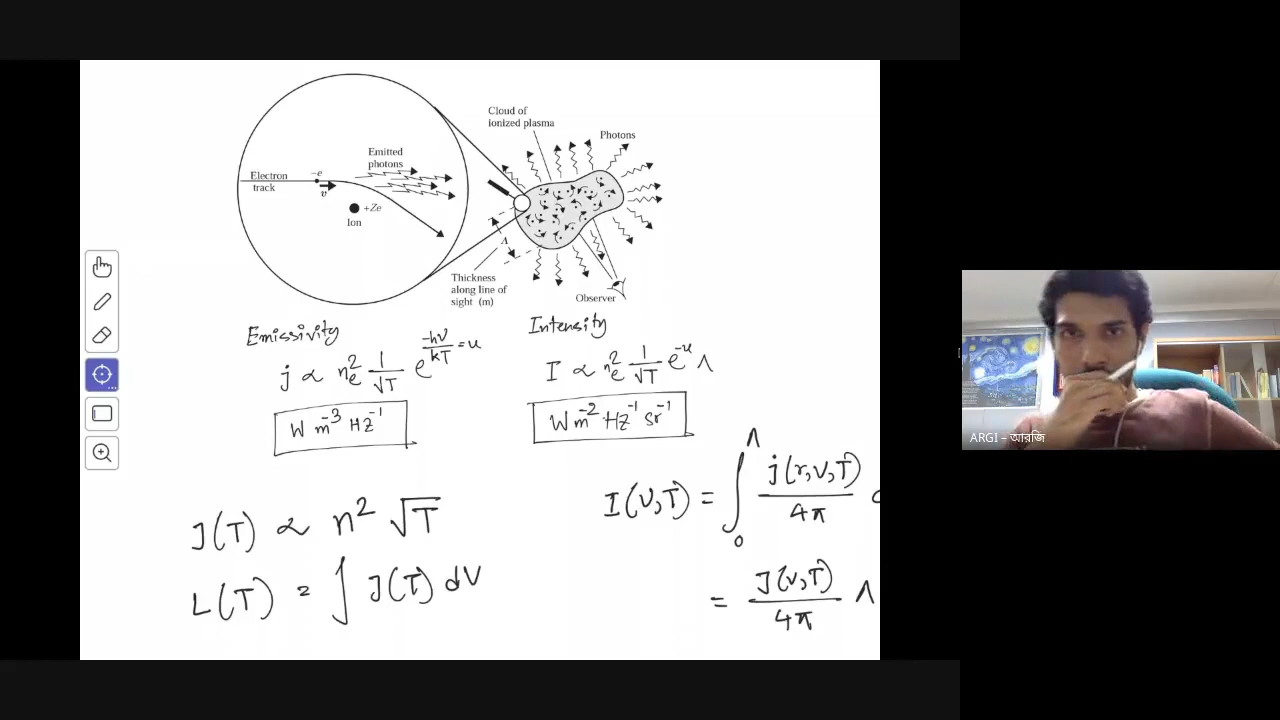 Cloud of
ionized plasma
Photons
Emitted
photons
Electron
track
−e
v
+Ze
Ion
Λ
Thickness
along line of
sight (m)
Observer
Emissivity
j ∝ n_e^2 1/√T e^{-hν/kT = u}
W m^-3 Hz^-1
Intensity
I ∝ n_e^2 1/√T e^-u Λ
W m^-2 Hz^-1 sr^-1
J(T) ∝ n^2 √T
L(T) = ∫ J(T) dV
I(ν,T) = ∫_0^Λ j(r,ν,T)/4π
= J(ν,T)/4π Λ
ARGI – আরজি